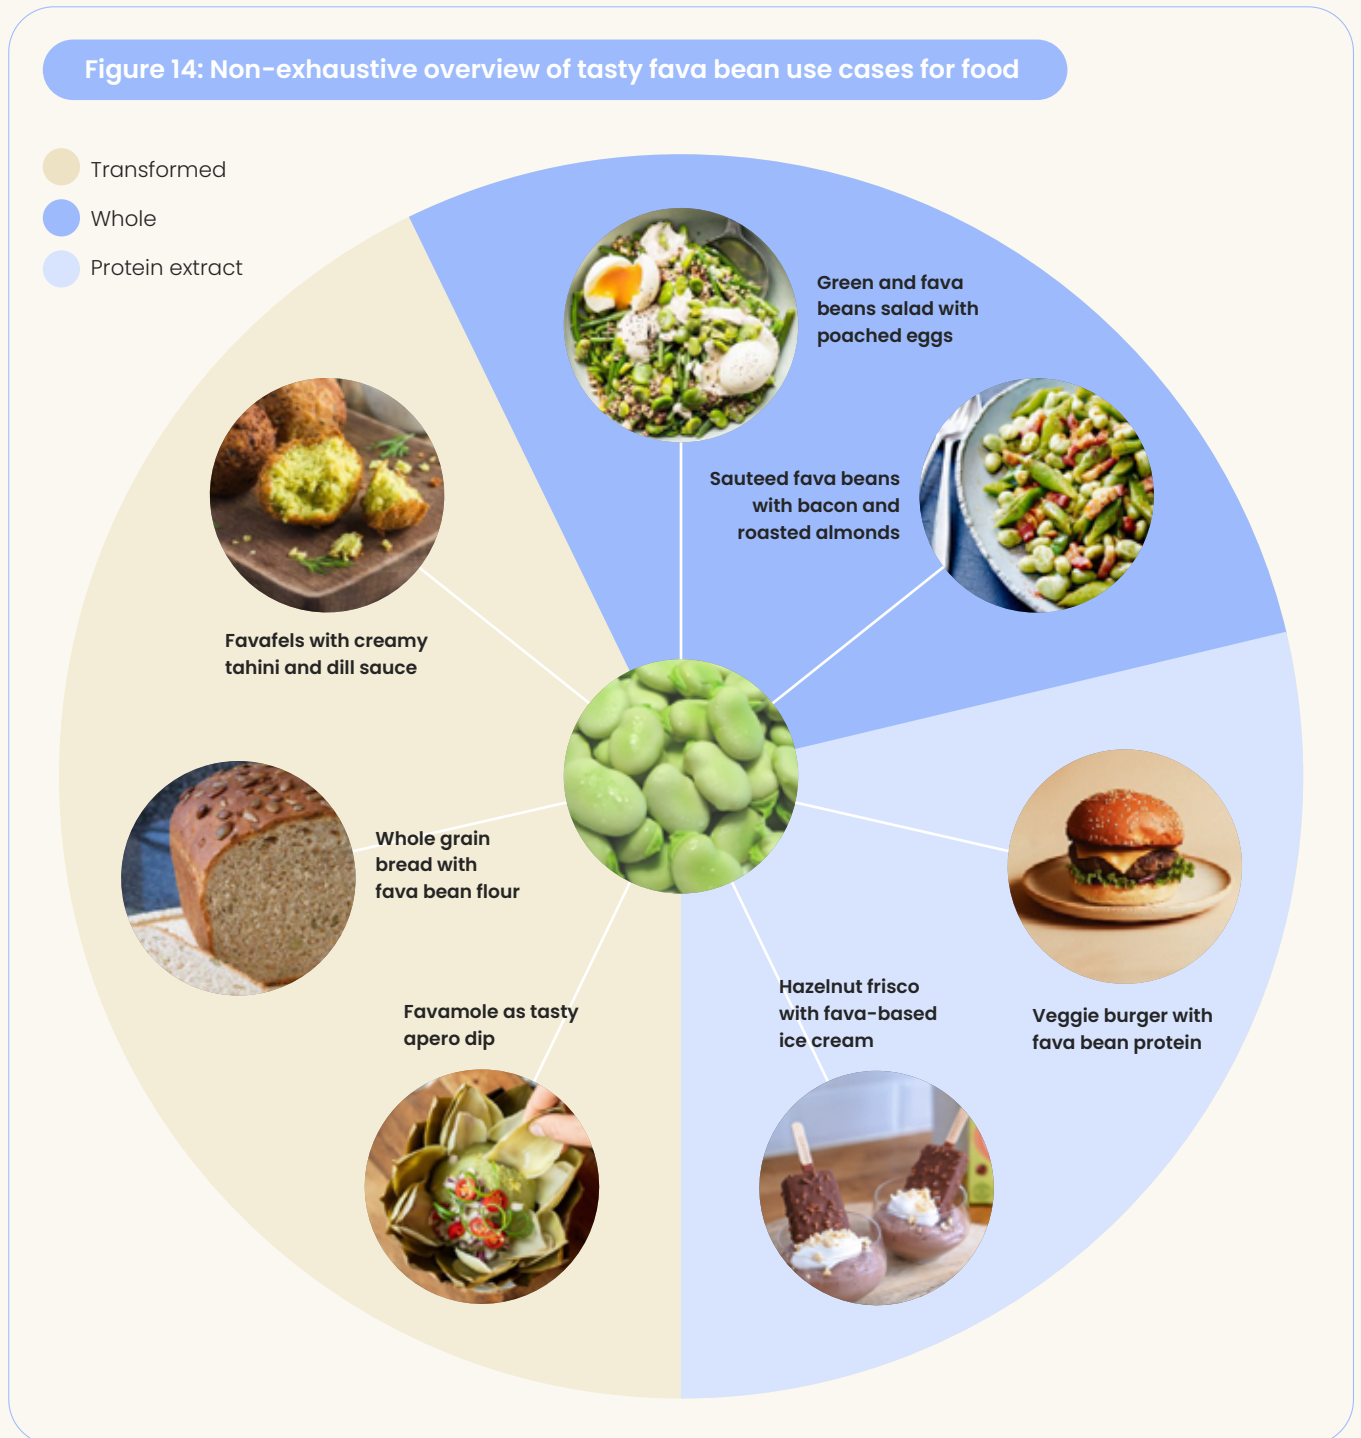 Figure 14: Non-exhaustive overview of tasty fava bean use cases for food
Transformed
Whole
Protein extract
Green and fava
beans salad with
poached eggs
Sauteed fava beans
with bacon and
roasted almonds
Favafels with creamy
tahini and dill sauce
Whole grain
bread with
fava bean flour
Favamole as tasty
apero dip
Hazelnut frisco
with fava-based
ice cream
Veggie burger with
fava bean protein